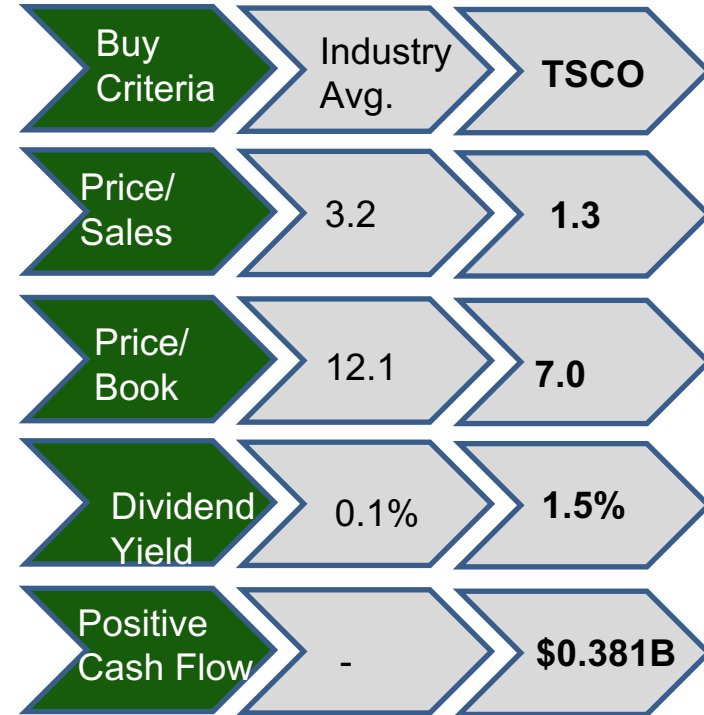 Buy
Criteria
Industry
Avg.
TSCO
Price/
Sales
3.2
1.3
Price/
Book
12.1
7.0
Dividend
Yield
0.1%
1.5%
Positive
Cash Flow
-
$0.381B